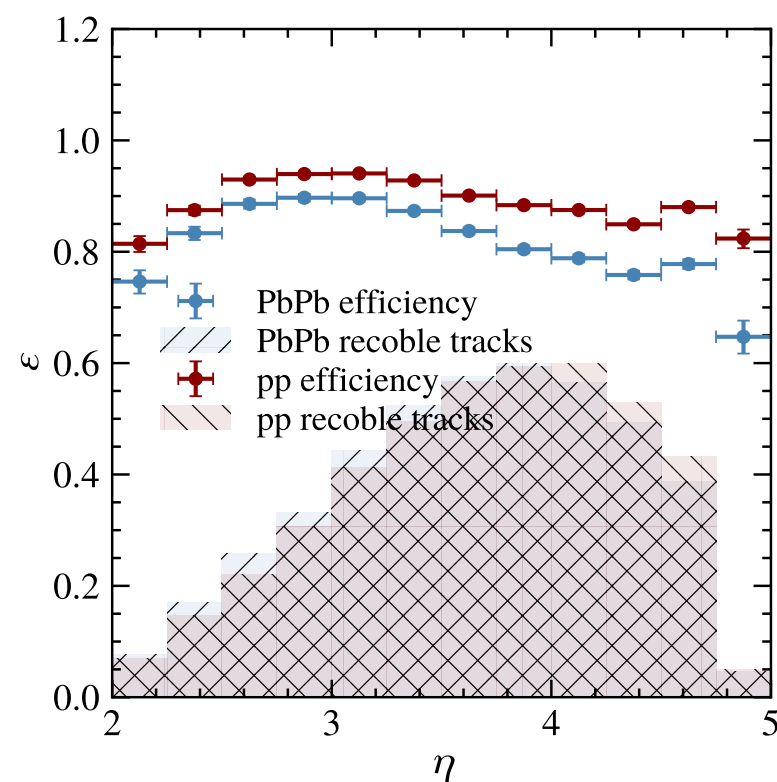 1.2
1.0
0.8
0.6
0.4
0.2
0.0
ε
PbPb efficiency
PbPb recoble tracks
pp efficiency
pp recoble tracks
2 3 4 5
η